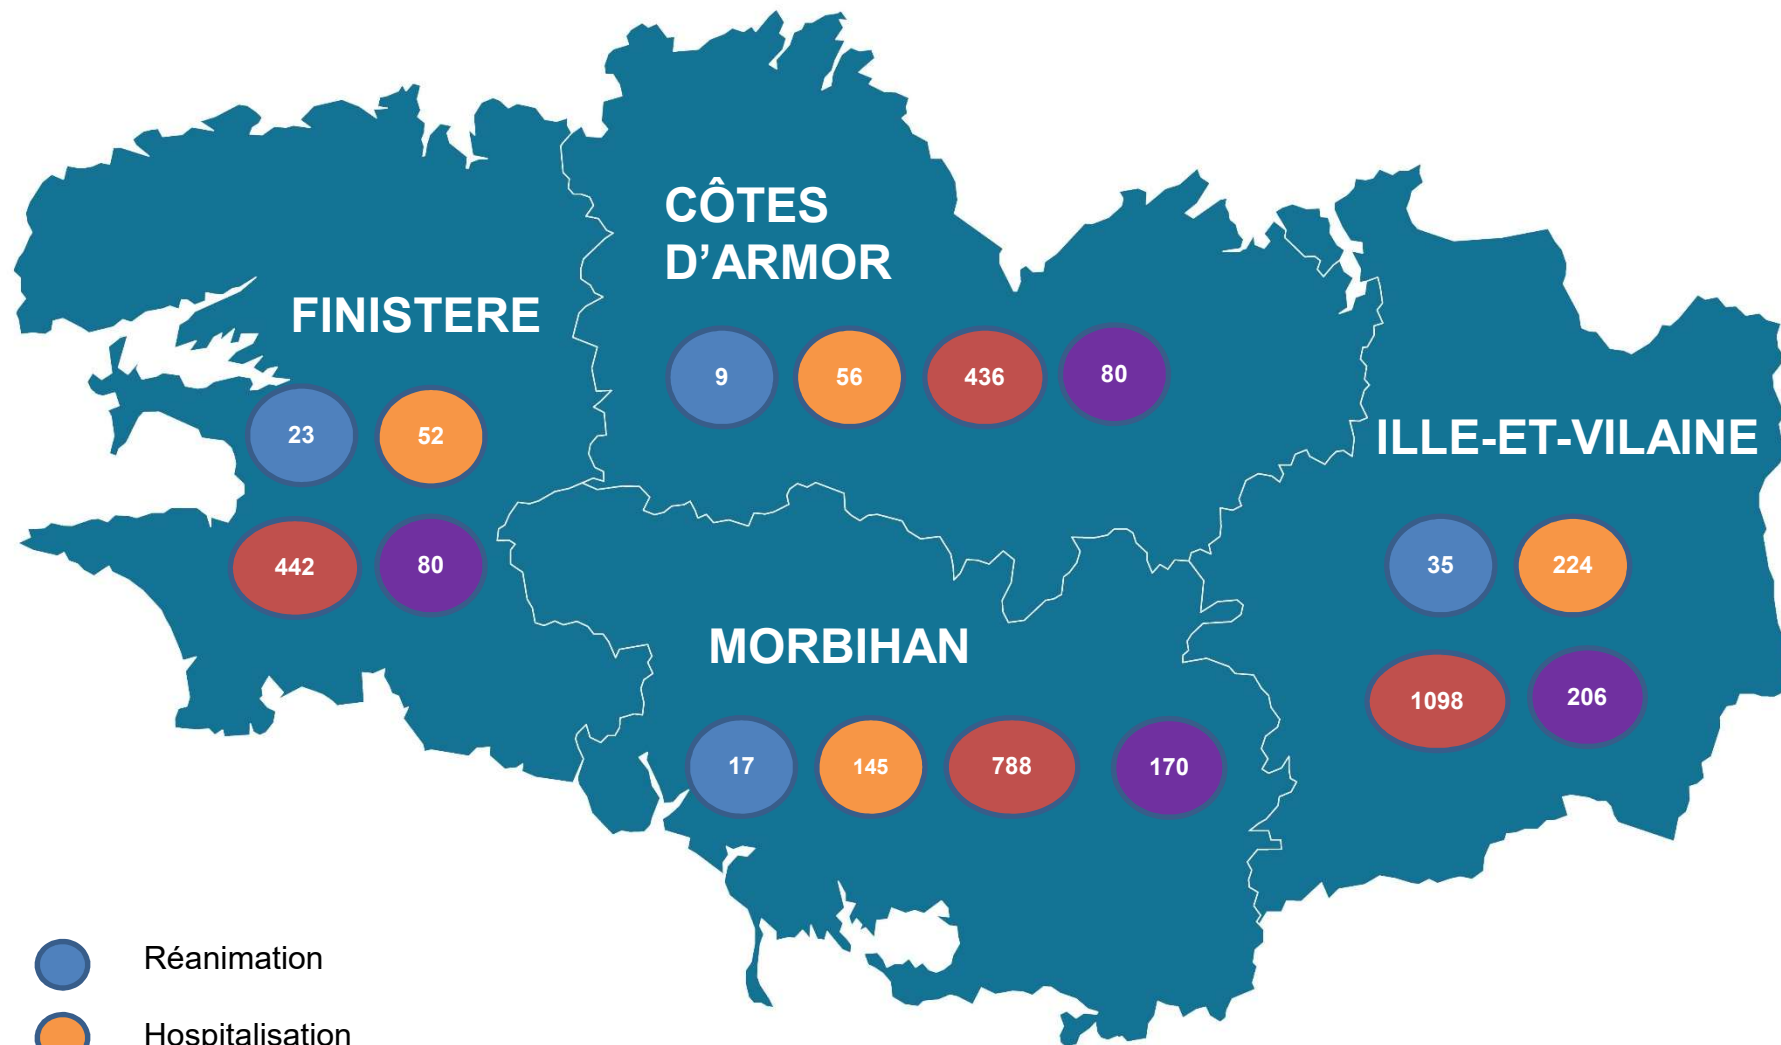 CÔTES
D’ARMOR
9 56 436 80
FINISTERE
23 52
442 80
ILLE-ET-VILAINE
35 224
1098 206
MORBIHAN
17 145 788 170
Réanimation
Hospitalisation